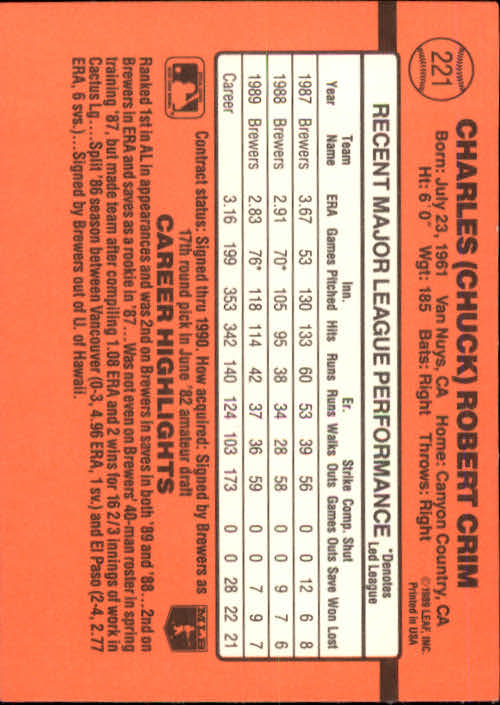 221
CHARLES (CHUCK) ROBERT CRIM
Born: July 23, 1961 Van Nuys, CA Home: Canyon Country, CA
Ht: 6' 0" Wgt: 185 Bats: Right Throws: Right
©1989 LEAF, INC.
Printed in USA
RECENT MAJOR LEAGUE PERFORMANCE
*Denotes
Led League
Team Inn. Er. Strike Comp. Shut
Year Name ERA Games Pitched Hits Runs Runs Walks Outs Games Outs Save Won Lost
1987 Brewers 3.67 53 130 133 60 53 39 56 0 0 12 6 8
1988 Brewers 2.91 70* 105 95 38 34 28 58 0 0 9 7 6
1989 Brewers 2.83 76* 118 114 42 37 36 59 0 0 7 9 7
Career 3.16 199 353 342 140 124 103 173 0 0 28 22 21
Contract status: Signed thru 1990. How acquired: Signed by Brewers as
17th round pick in June '82 amateur draft
CAREER HIGHLIGHTS
MLB
Ranked 1st in AL in appearances and was 2nd on Brewers in saves in both '89 and '88...2nd on
Brewers in ERA and saves as a rookie in '87...Was not even on Brewers' 40-man roster in spring
training '87, but made team after compiling 1.08 ERA and 2 wins for 16 2/3 innings of work in
Cactus Lg....Split '86 season between Vancouver (0-3, 4.96 ERA, 1 sv.) and El Paso (2-4, 2.77
ERA, 6 svs.)...Signed by Brewers out of U. of Hawaii.